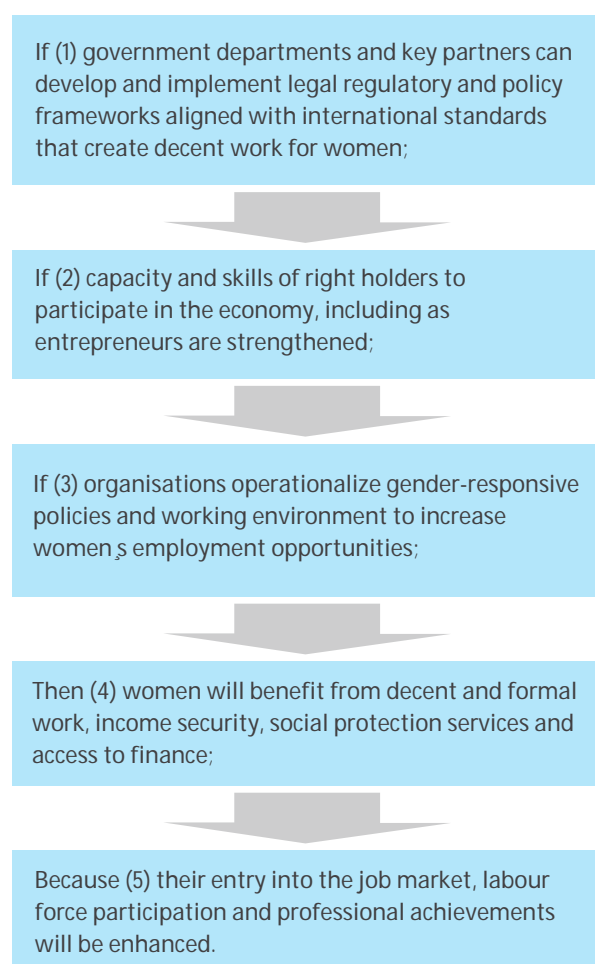 If (1) government departments and key partners can
develop and implement legal regulatory and policy
frameworks aligned with international standards
that create decent work for women;
If (2) capacity and skills of right holders to
participate in the economy, including as
entrepreneurs are strengthened;
If (3) organisations operationalize gender-responsive
policies and working environment to increase
women¸s employment opportunities;
Then (4) women will benefit from decent and formal
work, income security, social protection services and
access to finance;
Because (5) their entry into the job market, labour
force participation and professional achievements
will be enhanced.